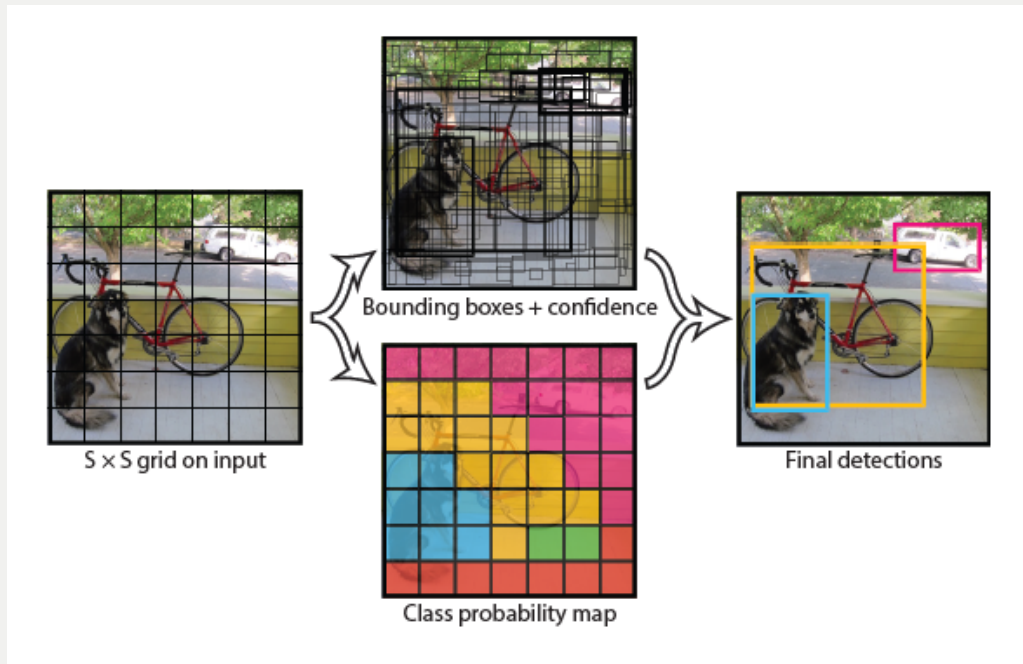 S × S grid on input
Bounding boxes + confidence
Class probability map
Final detections